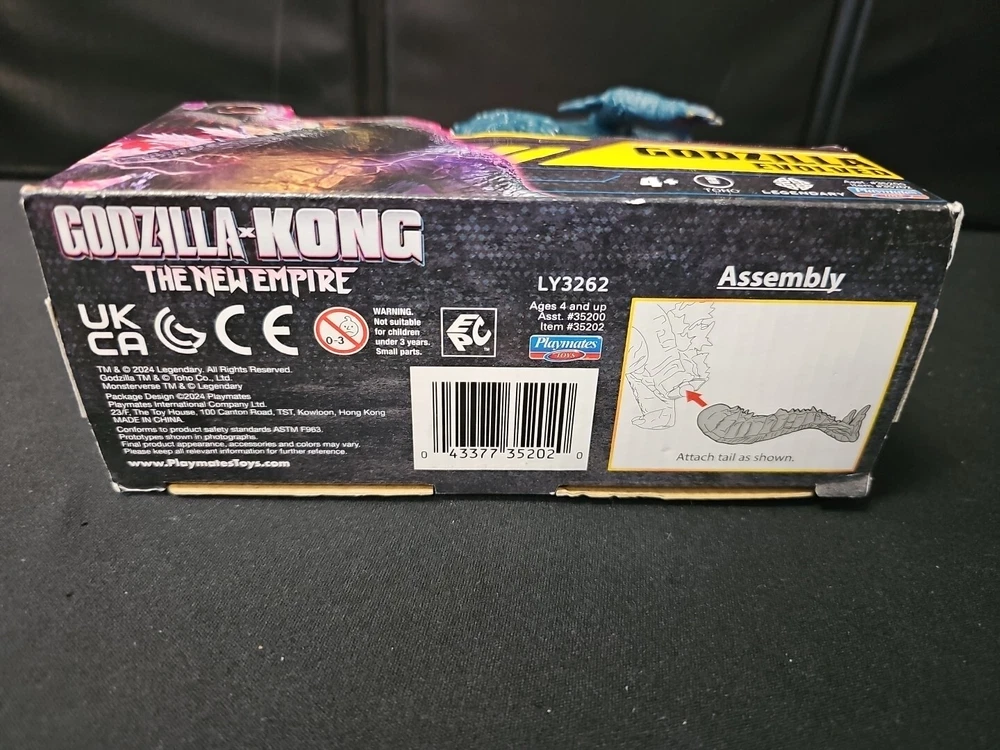 GODZILLA
EVOLVED
4+
TOHO
LEGENDARY
GODZILLA x KONG
THE NEW EMPIRE
UK
CA
CE
0-3
WARNING.
Not suitable
for children
under 3 years.
Small parts.
EPC
TM
LY3262
Ages 4 and up
Asst. #35200
Item #35202
Playmates
TOYS
TM & © 2024 Legendary. All Rights Reserved.
Godzilla TM & © Toho Co., Ltd.
Monsterverse TM & © Legendary
Package Design ©2024 Playmates
Playmates International Company Ltd.
23/F, The Toy House, 100 Canton Road, TST, Kowloon, Hong Kong
MADE IN CHINA
Conforms to product safety standards ASTM F963.
Prototypes shown in photographs.
Final product appearance, accessories and colors may vary.
Please keep all relevant information for further reference.
www.PlaymatesToys.com
0 43377 35202 0
Assembly
Attach tail as shown.